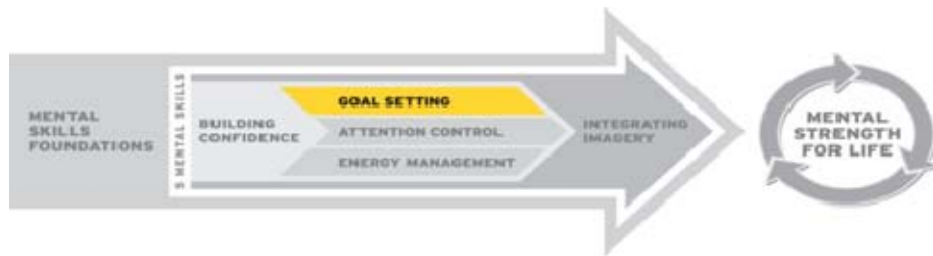 MENTAL
SKILLS
FOUNDATIONS
5 MENTAL SKILLS
BUILDING
CONFIDENCE
GOAL SETTING
ATTENTION CONTROL
ENERGY MANAGEMENT
INTEGRATING
IMAGERY
MENTAL
STRENGTH
FOR LIFE